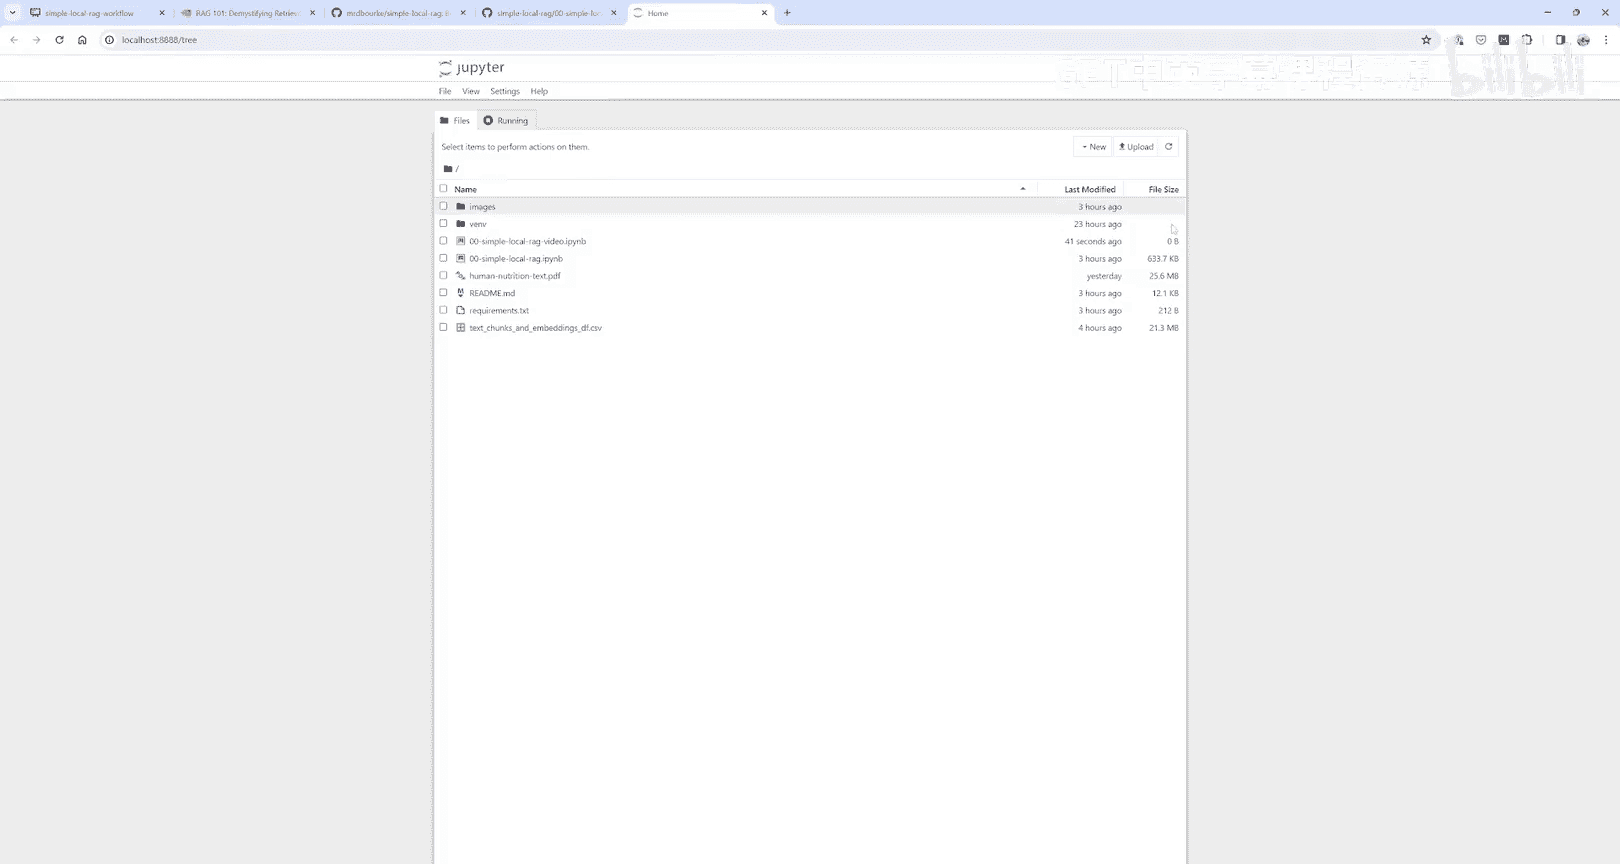 simple-local-rag-workflow
RAG 101: Demystifying Retriev
mrdbourke/simple-local-rag:
simple-local-rag/00-simple-lo
Home
localhost:8888/tree
jupyter
bilibili
File View Settings Help
Files Running
Select items to perform actions on them.
New Upload
/
Name Last Modified File Size
images 3 hours ago
venv 23 hours ago
00-simple-local-rag-video.ipynb 41 seconds ago 0 B
00-simple-local-rag.ipynb 3 hours ago 633.7 KB
human-nutrition-text.pdf yesterday 25.6 MB
README.md 3 hours ago 12.1 KB
requirements.txt 3 hours ago 212 B
text_chunks_and_embeddings_df.csv 4 hours ago 21.3 MB